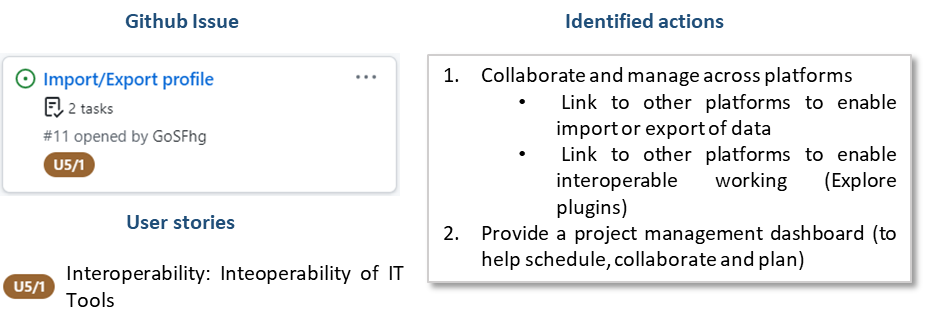 Github Issue
Import/Export profile
2 tasks
#11 opened by GoSFhg
U5/1
User stories
U5/1
Interoperability: Inteoperability of IT
Tools
Identified actions
1. Collaborate and manage across platforms
• Link to other platforms to enable
import or export of data
• Link to other platforms to enable
interoperable working (Explore
plugins)
2. Provide a project management dashboard (to
help schedule, collaborate and plan)